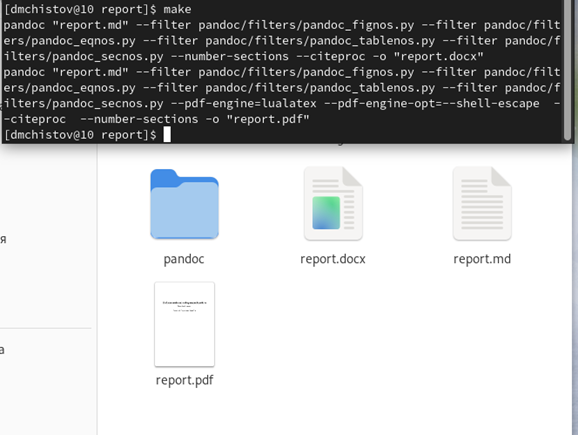 [dmchistov@10 report]$ make
pandoc "report.md" --filter pandoc/filters/pandoc_fignos.py --filter pandoc/filt
ers/pandoc_eqnos.py --filter pandoc/filters/pandoc_tablenos.py --filter pandoc/f
ilters/pandoc_secnos.py --number-sections --citeproc -o "report.docx"
pandoc "report.md" --filter pandoc/filters/pandoc_fignos.py --filter pandoc/filt
ers/pandoc_eqnos.py --filter pandoc/filters/pandoc_tablenos.py --filter pandoc/f
ilters/pandoc_secnos.py --pdf-engine=lualatex --pdf-engine-opt=--shell-escape  -
-citeproc  --number-sections -o "report.pdf"
[dmchistov@10 report]$
я
pandoc
report.docx
report.md
а
report.pdf